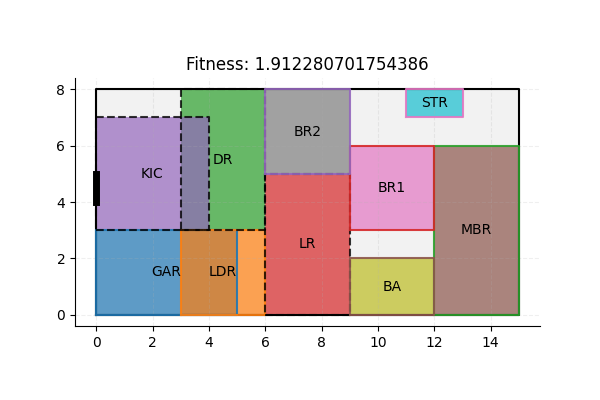 Fitness: 1.912280701754386
8
6
4
2
0
STR
BR2
DR
KIC
BR1
MBR
LR
GAR
LDR
BA
0
2
4
6
8
10
12
14